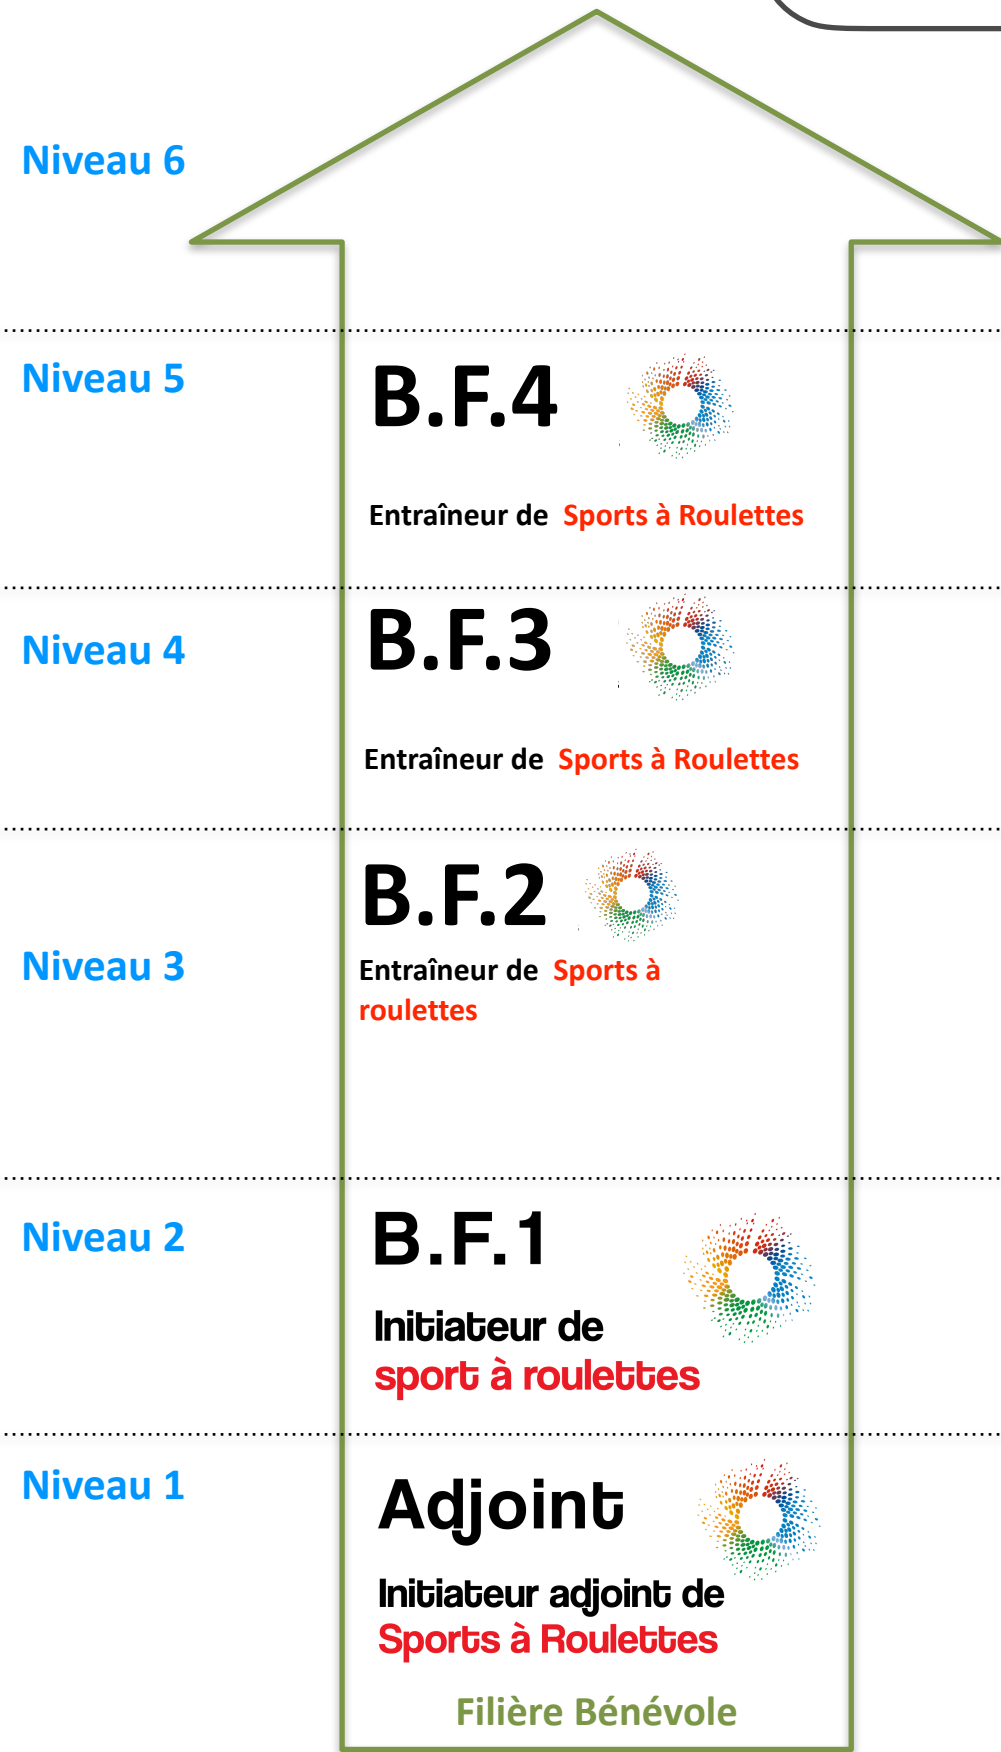 Niveau 6
Niveau 5
B.F.4
Entraîneur de Sports à Roulettes
Niveau 4
B.F.3
Entraîneur de Sports à Roulettes
B.F.2
Niveau 3
Entraîneur de Sports à
roulettes
Niveau 2
B.F.1
Initiateur de
sport à roulettes
Niveau 1
Adjoint
Initiateur adjoint de
Sports à Roulettes
Filière Bénévole